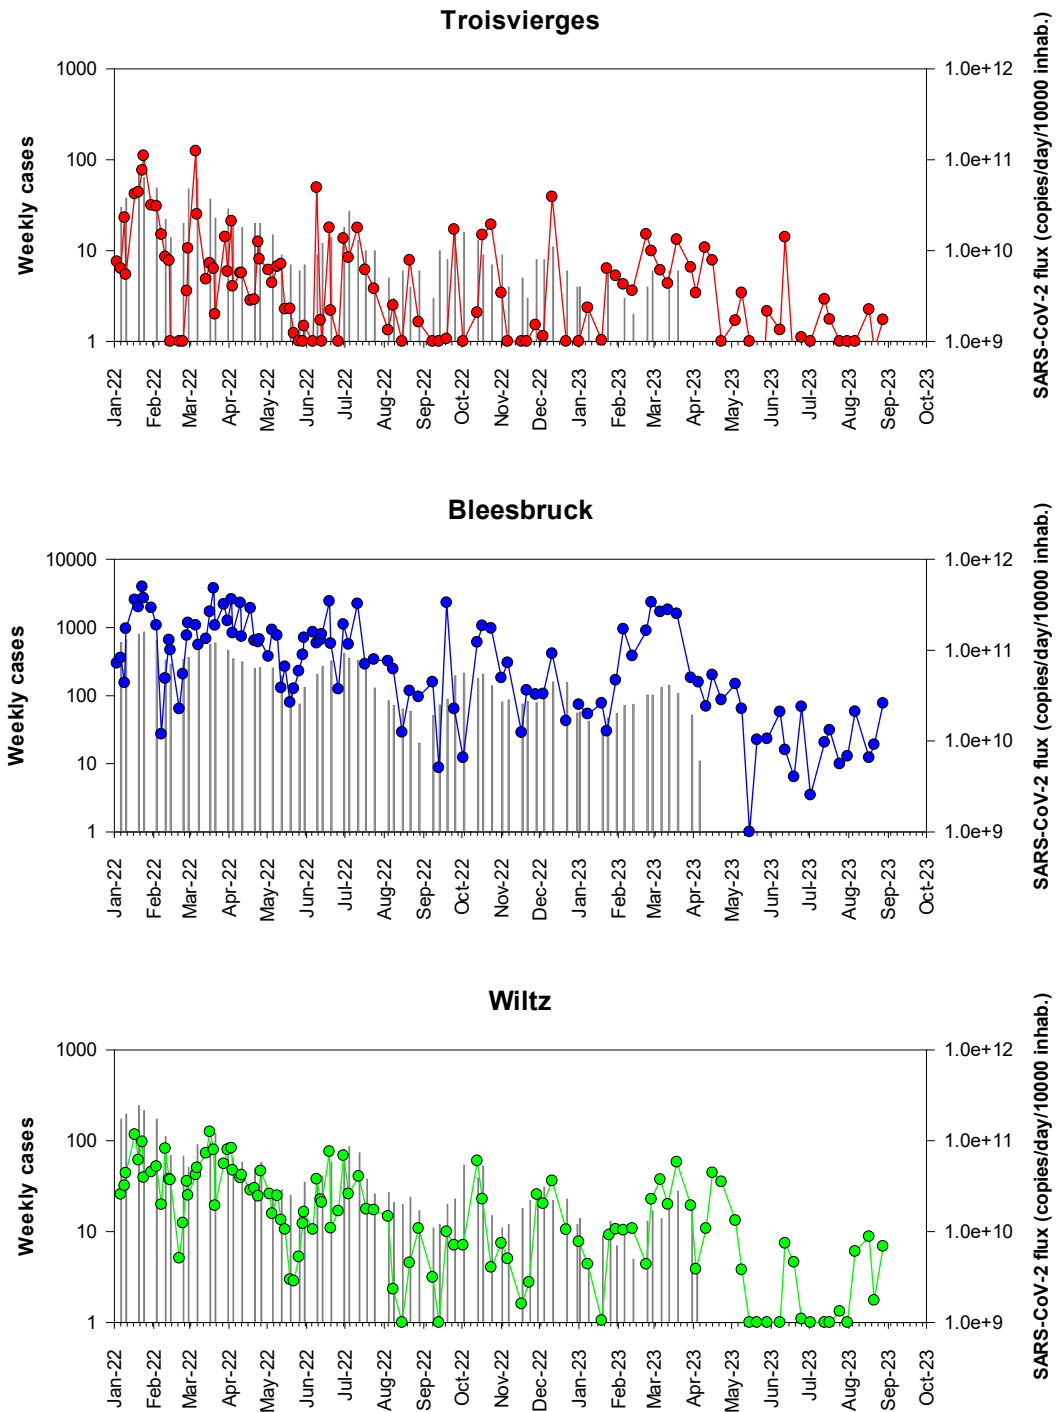 Troisvierges
Weekly cases
SARS-CoV-2 flux (copies/day/10000 inhab.)
1000
100
10
1
1.0e+12
1.0e+11
1.0e+10
1.0e+9
Jan-22
Feb-22
Mar-22
Apr-22
May-22
Jun-22
Jul-22
Aug-22
Sep-22
Oct-22
Nov-22
Dec-22
Jan-23
Feb-23
Mar-23
Apr-23
May-23
Jun-23
Jul-23
Aug-23
Sep-23
Oct-23
Bleesbruck
Weekly cases
SARS-CoV-2 flux (copies/day/10000 inhab.)
10000
1000
100
10
1
1.0e+12
1.0e+11
1.0e+10
1.0e+9
Jan-22
Feb-22
Mar-22
Apr-22
May-22
Jun-22
Jul-22
Aug-22
Sep-22
Oct-22
Nov-22
Dec-22
Jan-23
Feb-23
Mar-23
Apr-23
May-23
Jun-23
Jul-23
Aug-23
Sep-23
Oct-23
Wiltz
Weekly cases
SARS-CoV-2 flux (copies/day/10000 inhab.)
1000
100
10
1
1.0e+12
1.0e+11
1.0e+10
1.0e+9
Jan-22
Feb-22
Mar-22
Apr-22
May-22
Jun-22
Jul-22
Aug-22
Sep-22
Oct-22
Nov-22
Dec-22
Jan-23
Feb-23
Mar-23
Apr-23
May-23
Jun-23
Jul-23
Aug-23
Sep-23
Oct-23